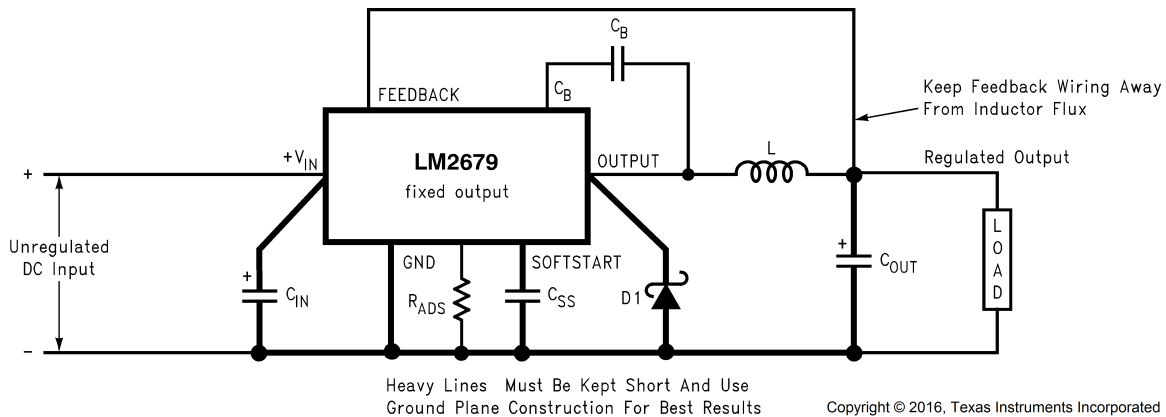 C_B
C_B
FEEDBACK
Keep Feedback Wiring Away
From Inductor Flux
+V_IN
LM2679
fixed output
OUTPUT
L
Regulated Output
+
Unregulated
DC Input
−
+
C_IN
GND
R_ADS
SOFTSTART
C_SS
D1
+
C_OUT
LOAD
Heavy Lines Must Be Kept Short And Use
Ground Plane Construction For Best Results
Copyright © 2016, Texas Instruments Incorporated